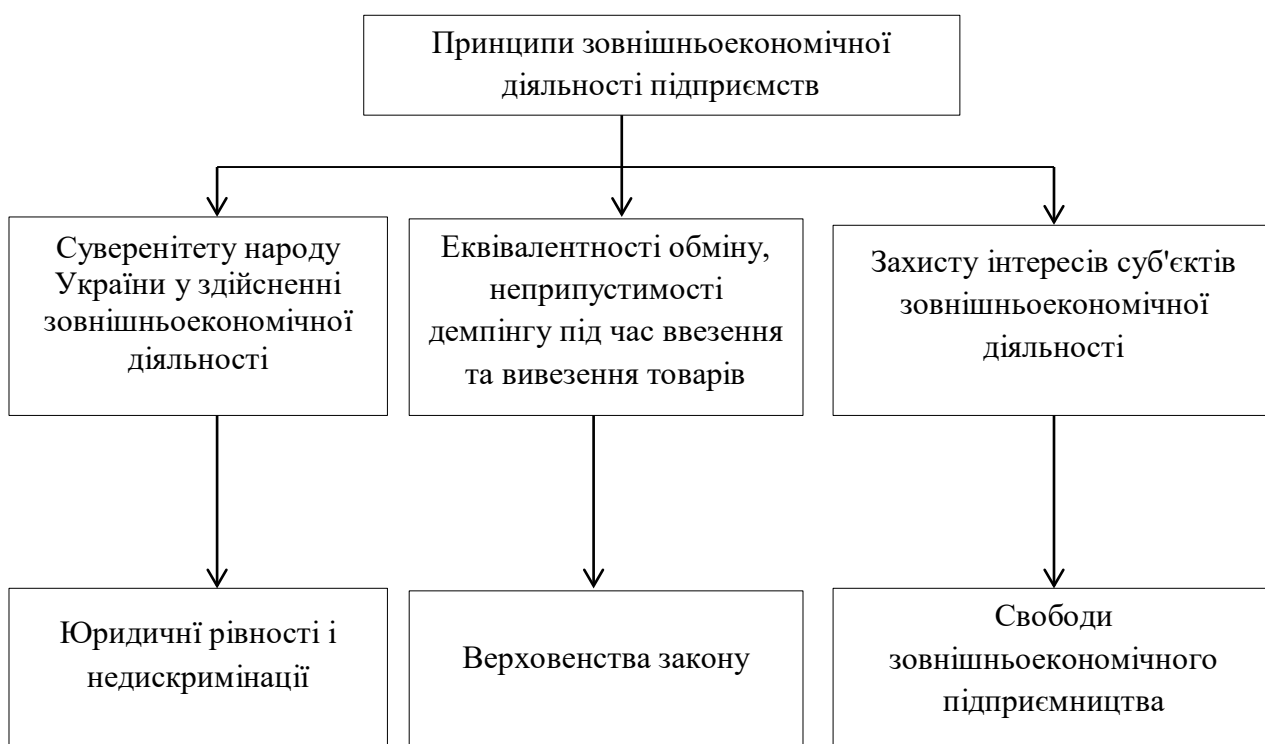 Принципи зовнішньоекономічної
діяльності підприємств
Суверенітету народу
України у здійсненні
зовнішньоекономічної
діяльності
Еквівалентності обміну,
неприпустимості
демпінгу під час ввезення
та вивезення товарів
Захисту інтересів суб'єктів
зовнішньоекономічної
діяльності
Юридичнї рівності і
недискримінації
Верховенства закону
Свободи
зовнішньоекономічного
підприємництва